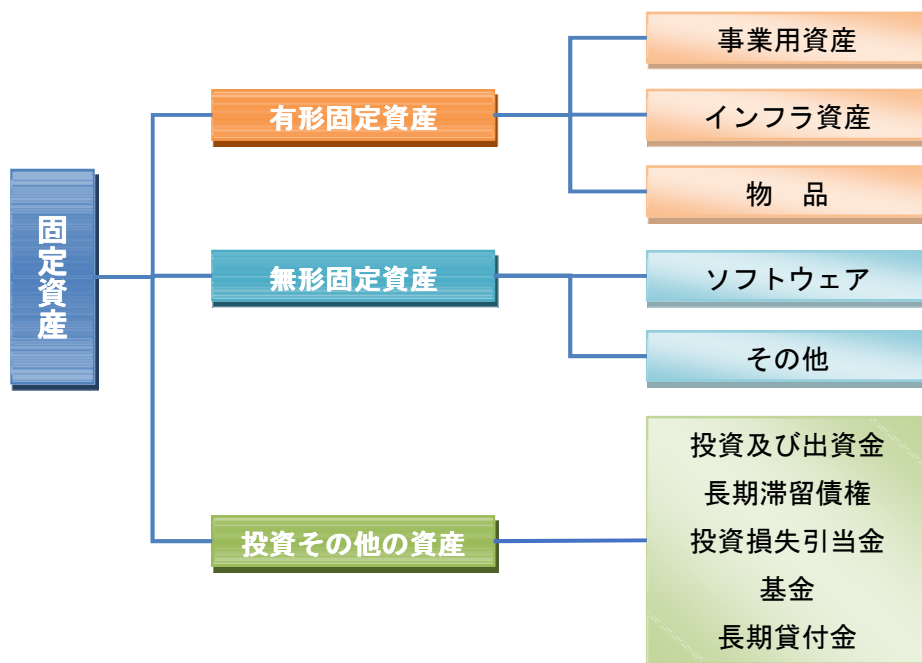 固定資産
有形固定資産
事業用資産
インフラ資産
物　品
無形固定資産
ソフトウェア
その他
投資その他の資産
投資及び出資金
長期滞留債権
投資損失引当金
基金
長期貸付金